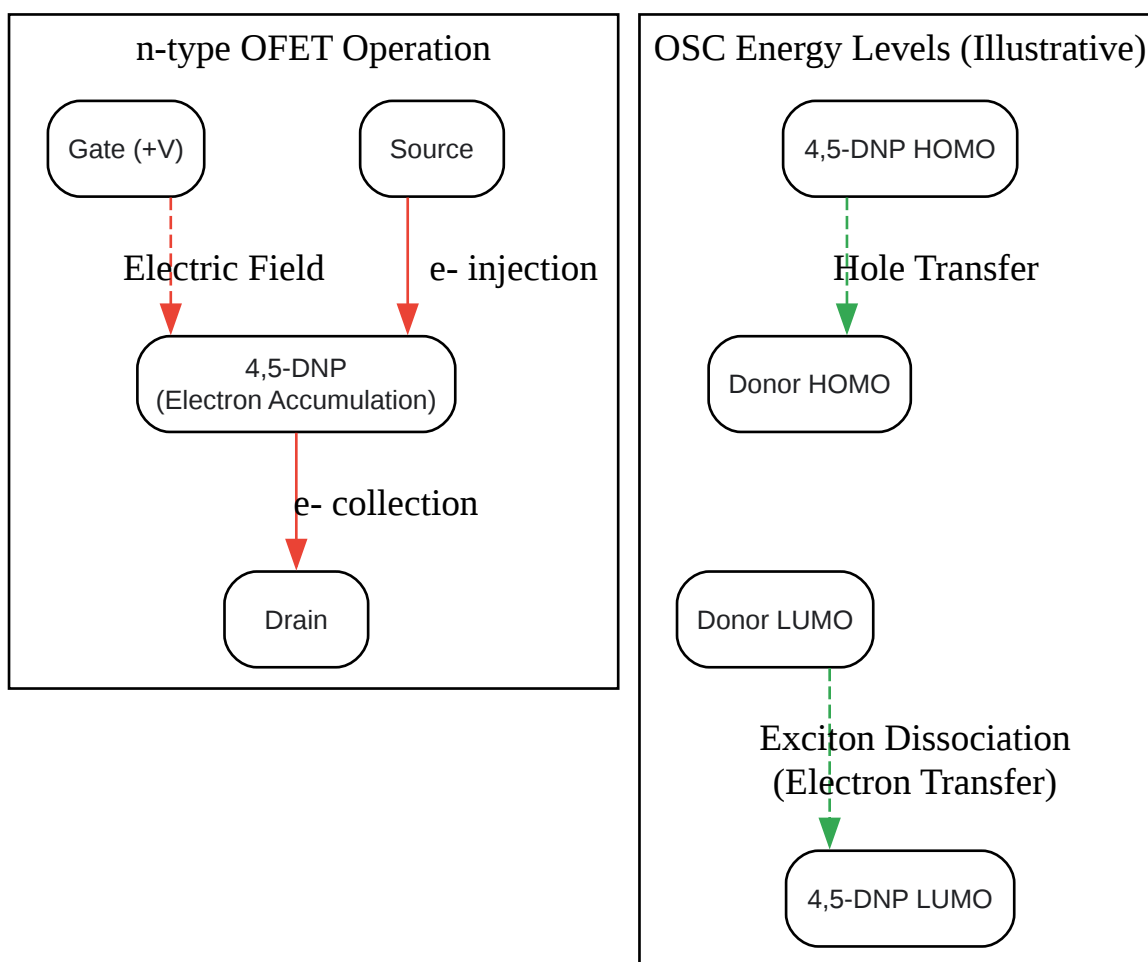 n-type OFET Operation
Gate (+V)
Source
Electric Field
e- injection
4,5-DNP
(Electron Accumulation)
e- collection
Drain
OSC Energy Levels (Illustrative)
4,5-DNP HOMO
Hole Transfer
Donor HOMO
Donor LUMO
Exciton Dissociation
(Electron Transfer)
4,5-DNP LUMO